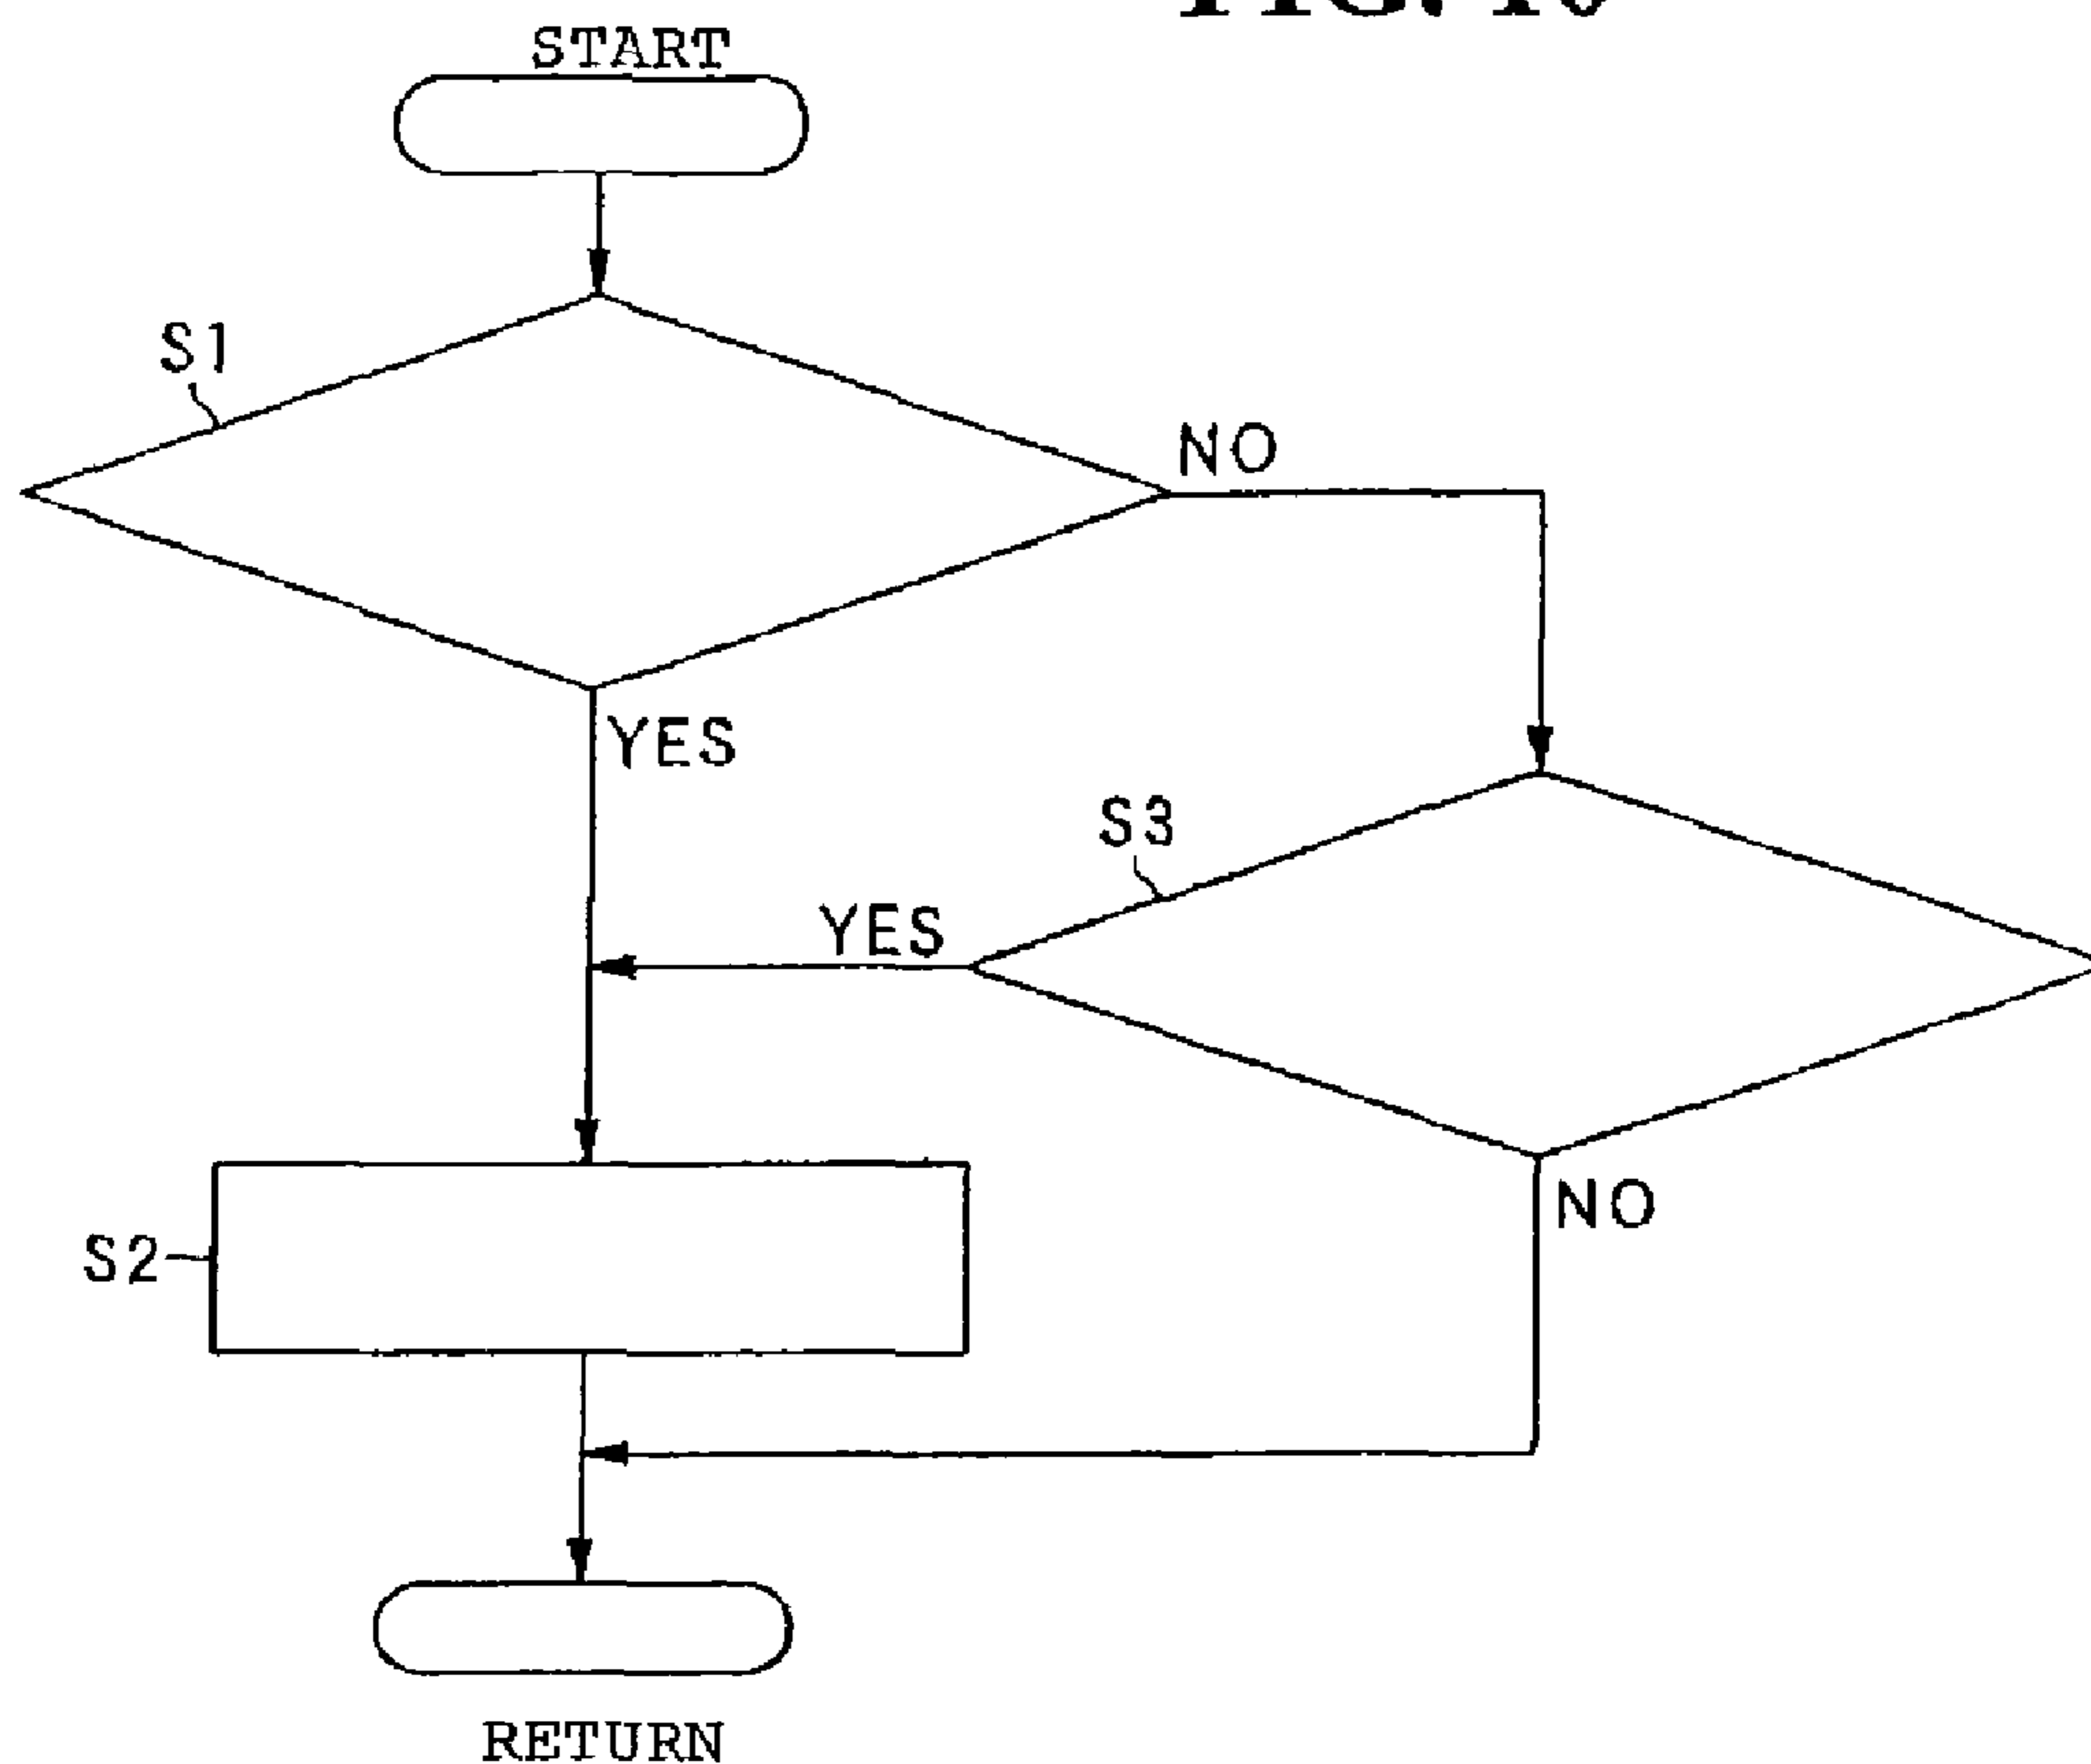 START
S1
NO
YES
S3
YES
NO
S2
RETURN